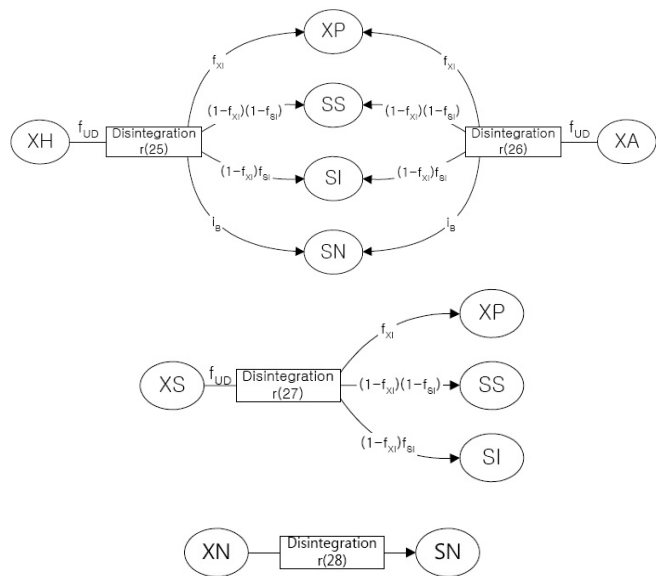 XP
f_XI f_XI
(1-f_XI)(1-f_SI) SS (1-f_XI)(1-f_SI)
XH f_UD Disintegration r(25) Disintegration r(26) f_UD XA
(1-f_XI)f_SI SI (1-f_XI)f_SI
i_B i_B
SN
XP
f_XI
XS f_UD Disintegration r(27) (1-f_XI)(1-f_SI) SS
(1-f_XI)f_SI
SI
XN Disintegration r(28) SN